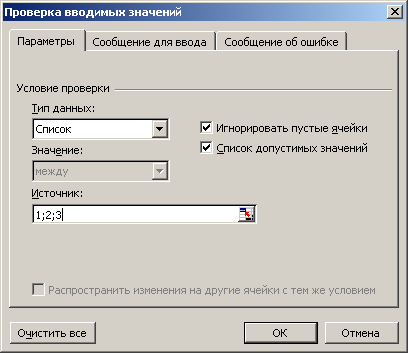 Проверка вводимых значений
Параметры
Сообщение для ввода
Сообщение об ошибке
Условие проверки
Тип данных:
Список
Игнорировать пустые ячейки
Значение:
Список допустимых значений
между
Источник:
1;2;3
Распространить изменения на другие ячейки с тем же условием
Очистить все
ОК
Отмена